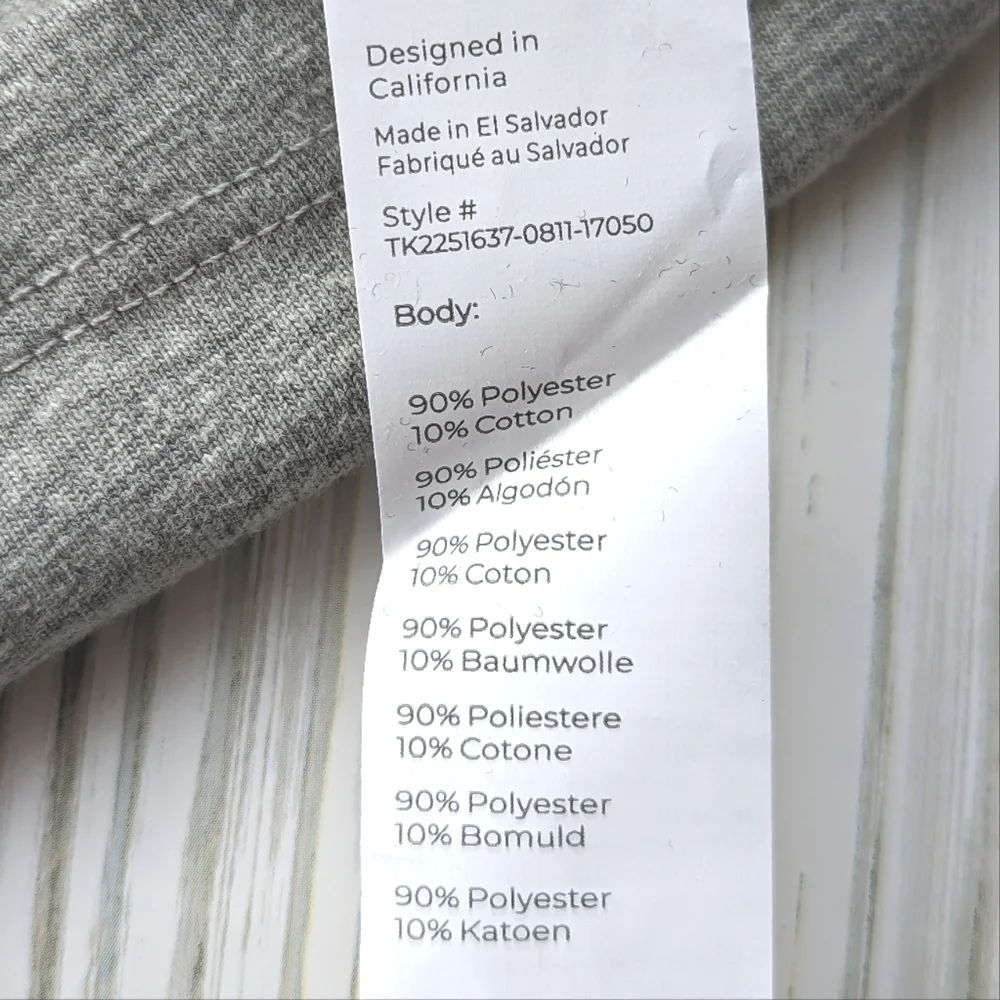 Designed in
California
Made in El Salvador
Fabriqué au Salvador
Style #
TK2251637-0811-17050
Body:
90% Polyester
10% Cotton
90% Poliéster
10% Algodón
90% Polyester
10% Coton
90% Polyester
10% Baumwolle
90% Poliestere
10% Cotone
90% Polyester
10% Bomuld
90% Polyester
10% Katoen